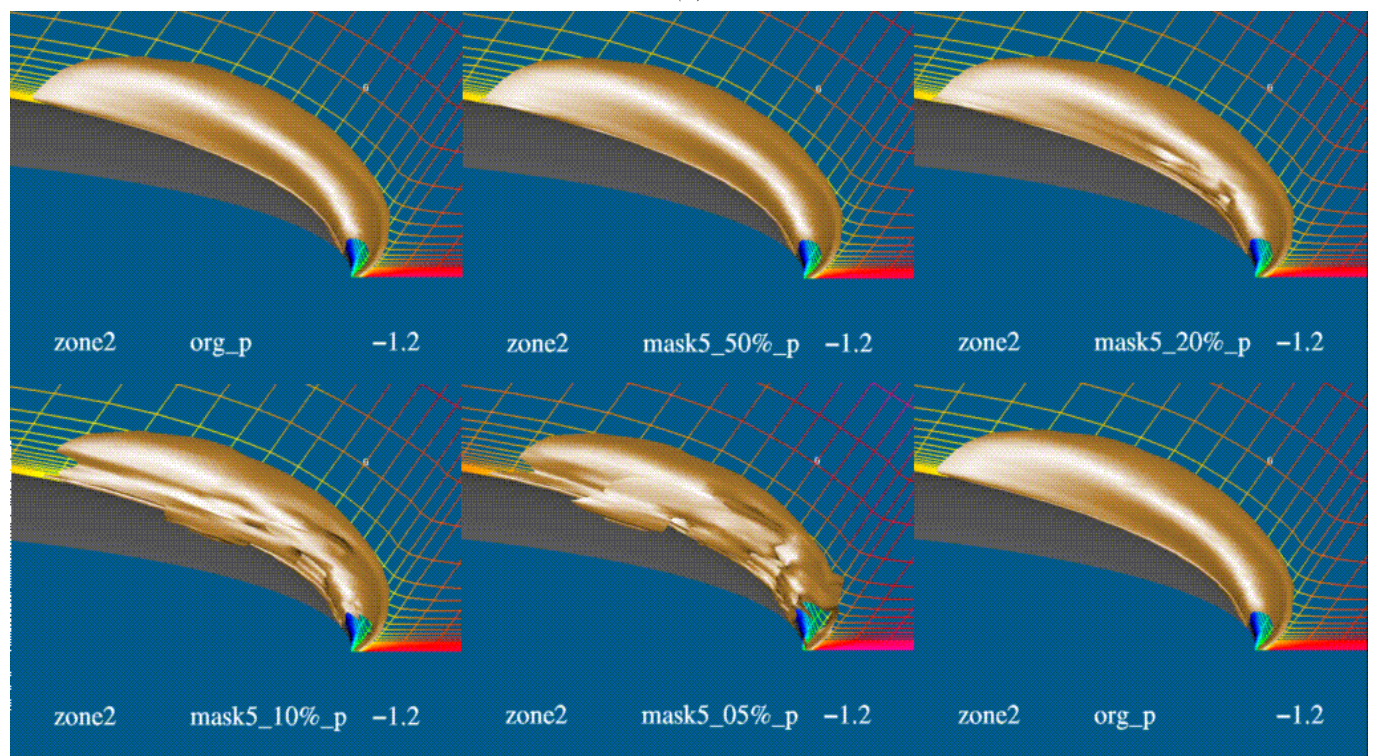 zone2 org_p −1.2
zone2 mask5_50%_p −1.2
zone2 mask5_20%_p −1.2
zone2 mask5_10%_p −1.2
zone2 mask5_05%_p −1.2
zone2 org_p −1.2